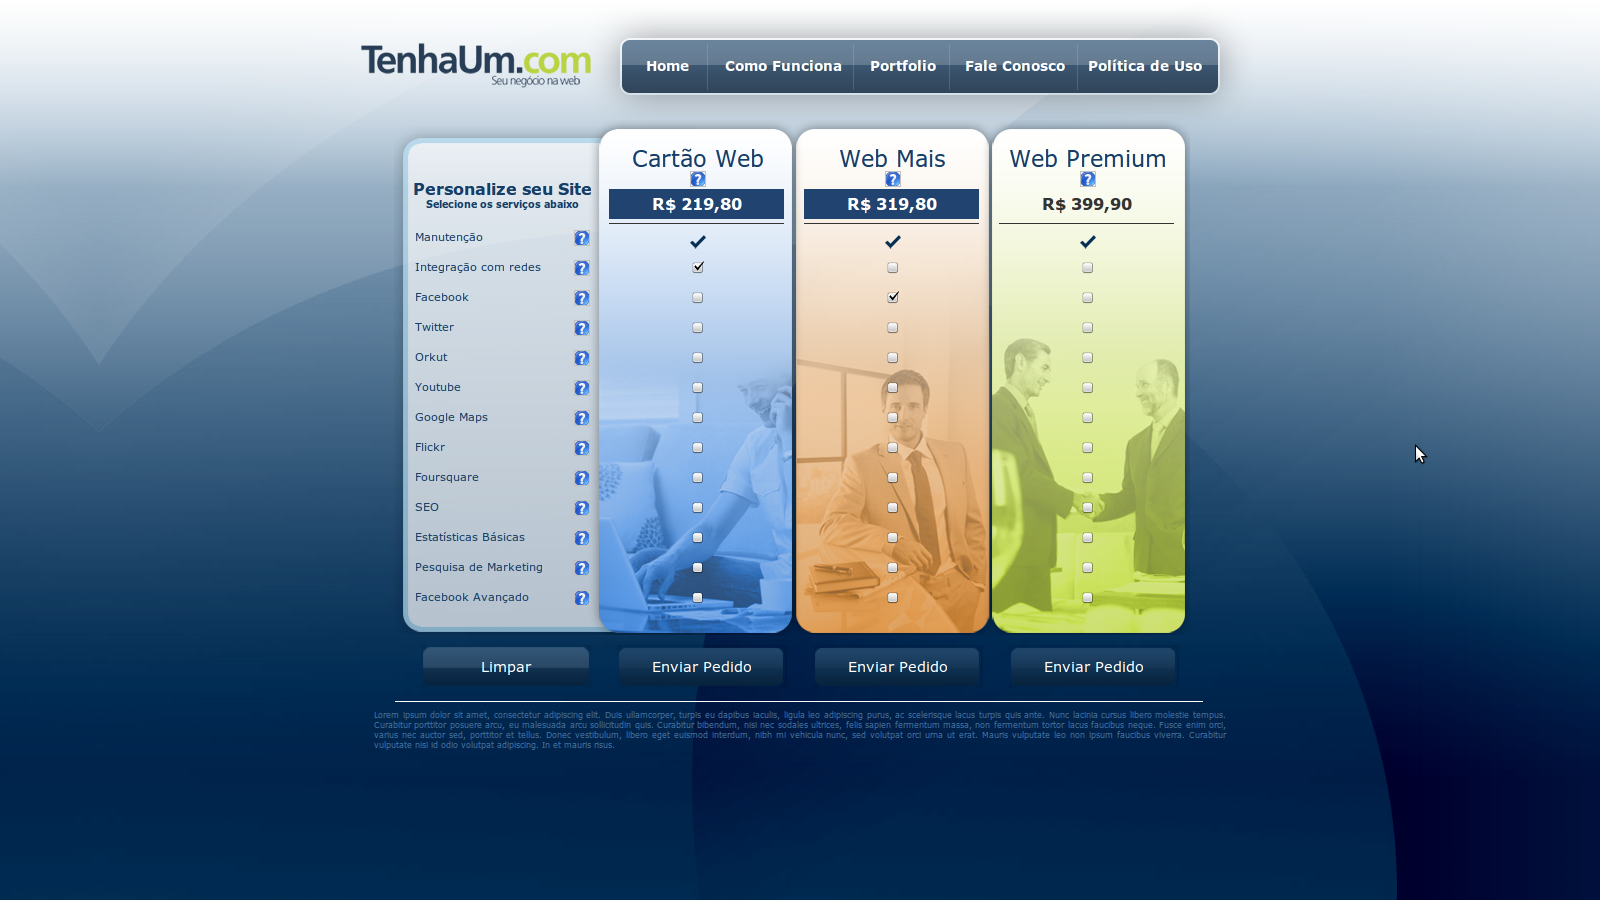 TenhaUm.com
Seu negócio na web
Home
Como Funciona
Portfolio
Fale Conosco
Política de Uso
Cartão Web
Web Mais
Web Premium
Personalize seu Site
Selecione os serviços abaixo
R$ 219,80
R$ 319,80
R$ 399,90
Manutenção
Integração com redes
Facebook
Twitter
Orkut
Youtube
Google Maps
Flickr
Foursquare
SEO
Estatísticas Básicas
Pesquisa de Marketing
Facebook Avançado
Limpar
Enviar Pedido
Enviar Pedido
Enviar Pedido
Lorem ipsum dolor sit amet, consectetur adipiscing elit. Duis ullamcorper, turpis eu dapibus iaculis, ligula leo adipiscing purus, ac scelerisque lacus turpis quis ante. Nunc lacinia cursus libero molestie tempus.
Curabitur porttitor posuere arcu, eu malesuada arcu sollicitudin quis. Curabitur bibendum, nisi nec sodales ultrices, felis sapien fermentum massa, non fermentum tortor lacus faucibus neque. Fusce enim orci,
varius nec auctor sed, porttitor et tellus. Donec vestibulum, libero eget euismod interdum, nibh mi vehicula nunc, sed volutpat orci urna ut erat. Mauris vulputate leo non ipsum faucibus viverra. Curabitur
vulputate nisl id odio volutpat adipiscing. In et mauris risus.